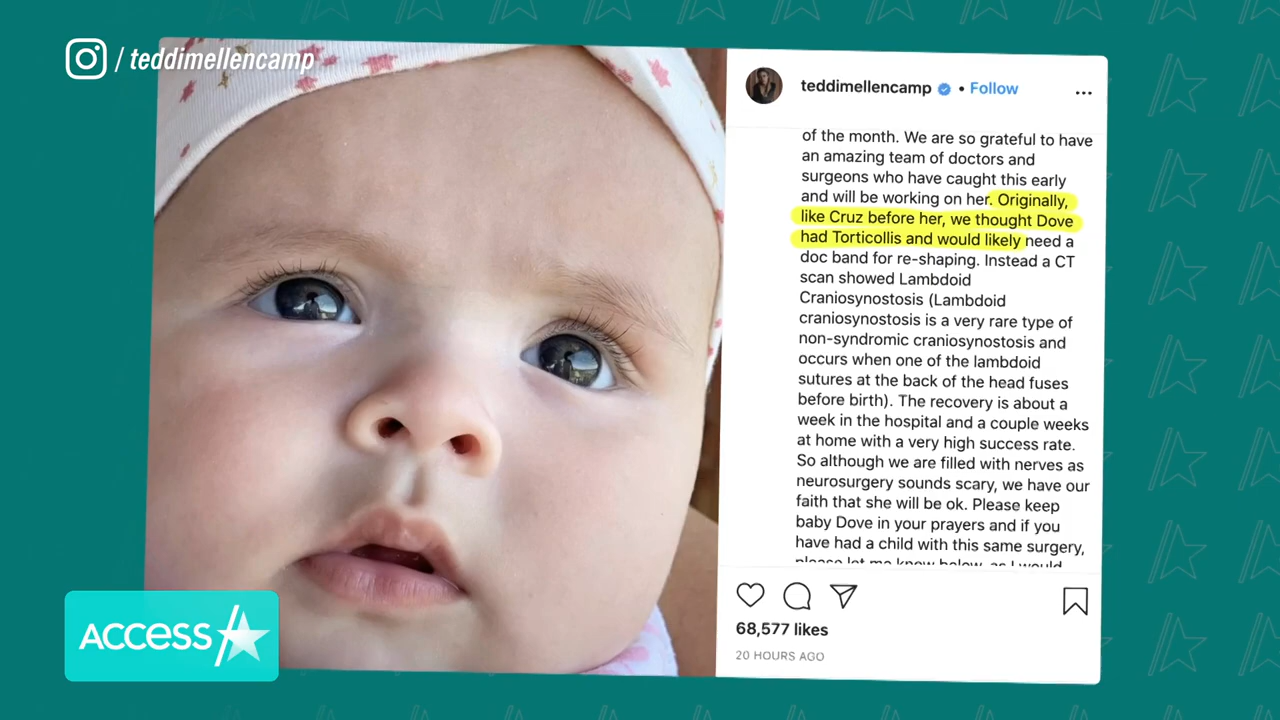 / teddimellencamp
teddimellencamp • Follow
of the month. We are so grateful to have
an amazing team of doctors and
surgeons who have caught this early
and will be working on her. Originally,
like Cruz before her, we thought Dove
had Torticollis and would likely need a
doc band for re-shaping. Instead a CT
scan showed Lambdoid
Craniosynostosis (Lambdoid
craniosynostosis is a very rare type of
non-syndromic craniosynostosis and
occurs when one of the lambdoid
sutures at the back of the head fuses
before birth). The recovery is about a
week in the hospital and a couple weeks
at home with a very high success rate.
So although we are filled with nerves as
neurosurgery sounds scary, we have our
faith that she will be ok. Please keep
baby Dove in your prayers and if you
have had a child with this same surgery,
please let me know below, as I would
68,577 likes
20 HOURS AGO
ACCESS